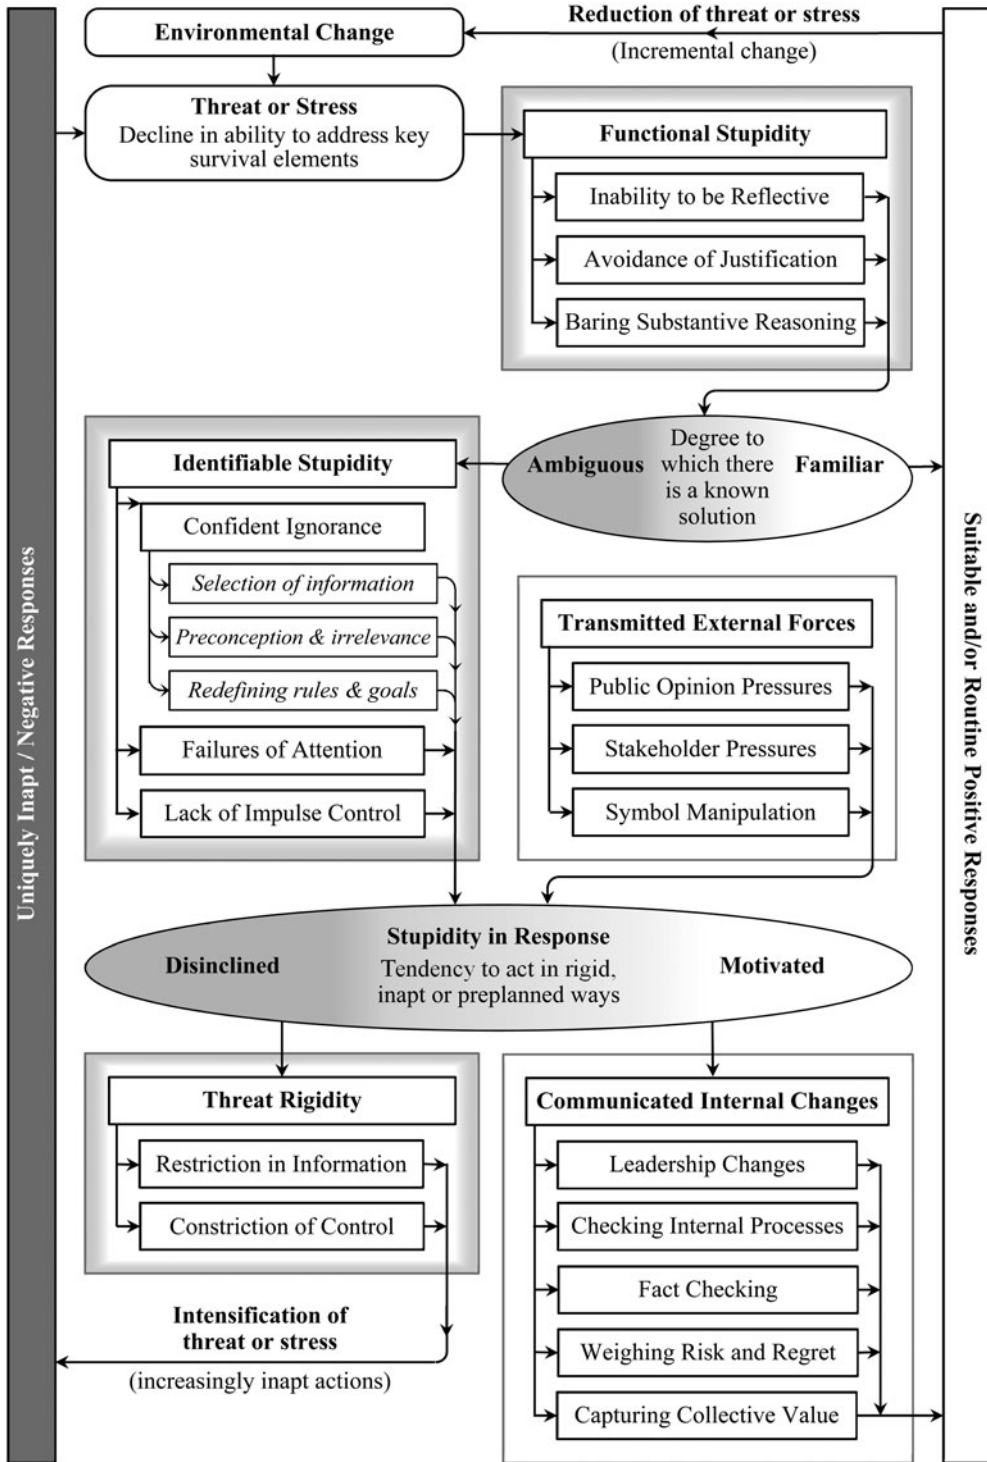 Environmental Change
Reduction of threat or stress
(Incremental change)
Threat or Stress
Decline in ability to address key
survival elements
Functional Stupidity
Inability to be Reflective
Avoidance of Justification
Baring Substantive Reasoning
Ambiguous
Degree to
which there
is a known
solution
Familiar
Identifiable Stupidity
Confident Ignorance
Selection of information
Preconception & irrelevance
Redefining rules & goals
Failures of Attention
Lack of Impulse Control
Transmitted External Forces
Public Opinion Pressures
Stakeholder Pressures
Symbol Manipulation
Stupidity in Response
Disinclined
Tendency to act in rigid,
inapt or preplanned ways
Motivated
Threat Rigidity
Restriction in Information
Constriction of Control
Intensification of
threat or stress
(increasingly inapt actions)
Communicated Internal Changes
Leadership Changes
Checking Internal Processes
Fact Checking
Weighing Risk and Regret
Capturing Collective Value
Uniquely Inapt / Negative Responses
Suitable and/or Routine Positive Responses